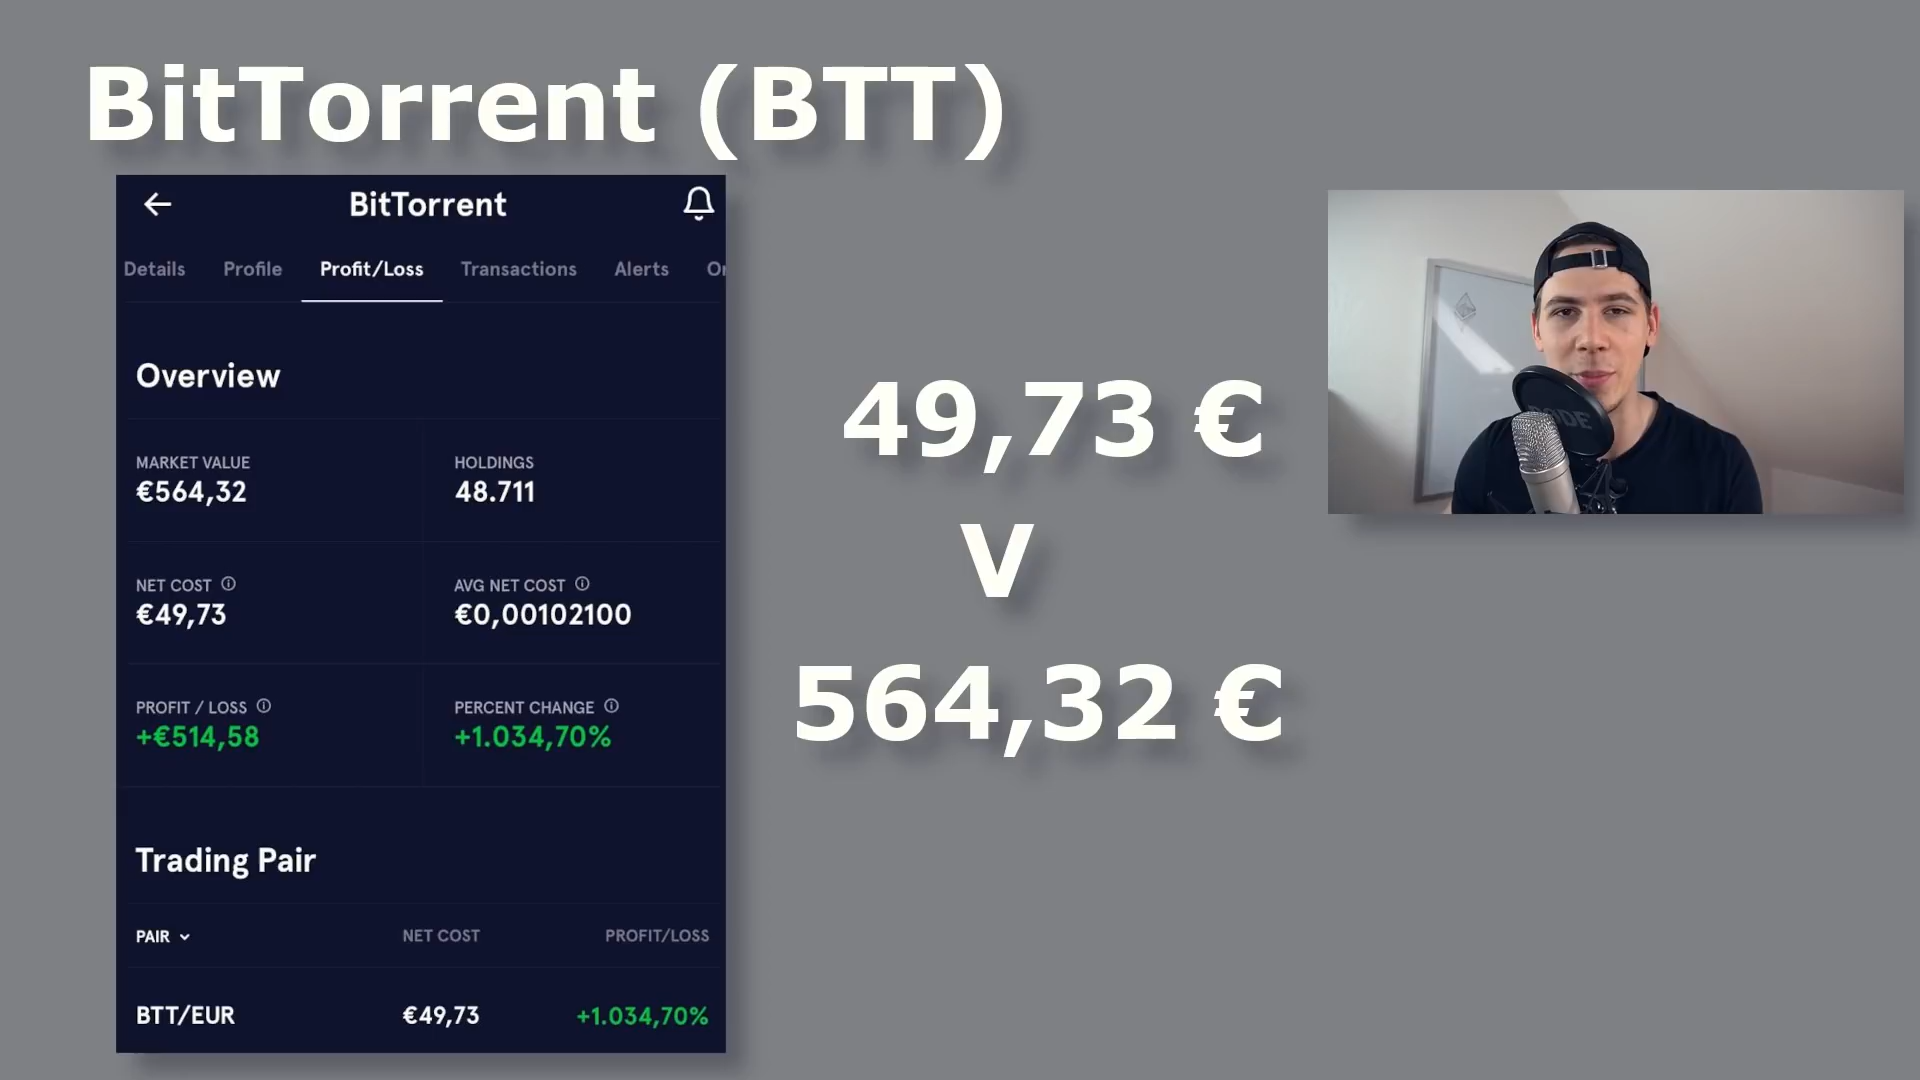 BitTorrent (BTT)
BitTorrent
Details Profile Profit/Loss Transactions Alerts
Overview
MARKET VALUE HOLDINGS
€564,32 48.711
NET COST AVG NET COST
€49,73 €0,00102100
PROFIT / LOSS PERCENT CHANGE
+€514,58 +1.034,70%
Trading Pair
PAIR NET COST PROFIT/LOSS
BTT/EUR €49,73 +1.034,70%
49,73 €
V
564,32 €
RODE